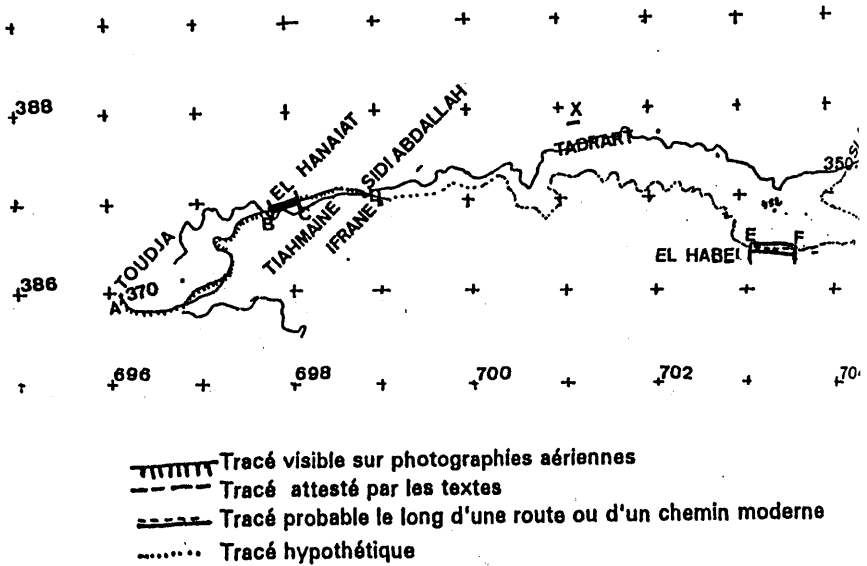 388
X
TADRART
350
EL HANAIAT
SIDI ABDALLAH
B
C
D
TIAHMAINE
IFRANE
TOUDJA
E
F
EL HABEL
386
A 370
696
698
700
702
704
Tracé visible sur photographies aériennes
Tracé attesté par les textes
Tracé probable le long d'une route ou d'un chemin moderne
Tracé hypothétique